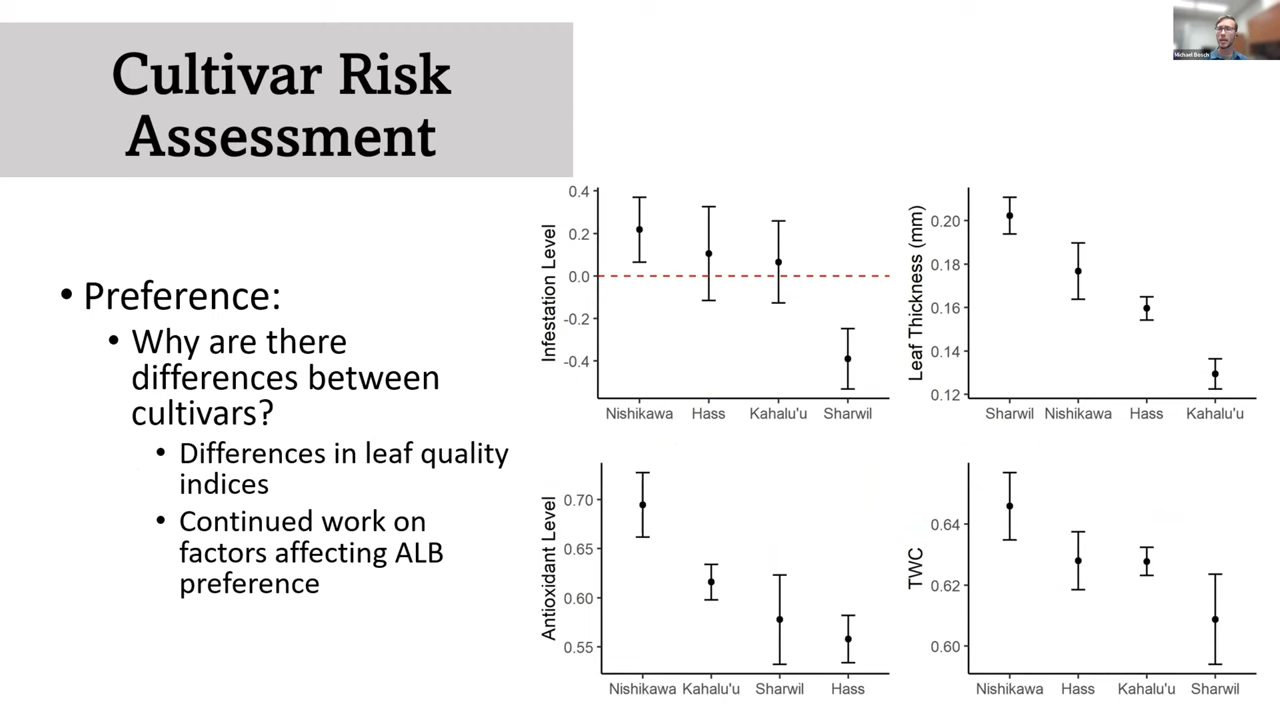 Cultivar Risk
Assessment
Michael Bosch
• Preference:
• Why are there
differences between
cultivars?
• Differences in leaf quality
indices
• Continued work on
factors affecting ALB
preference
Infestation Level
0.4
0.2
0.0
-0.2
-0.4
Nishikawa Hass Kahalu'u Sharwil
Leaf Thickness (mm)
0.20
0.18
0.16
0.14
0.12
Sharwil Nishikawa Hass Kahalu'u
Antioxidant Level
0.70
0.65
0.60
0.55
Nishikawa Kahalu'u Sharwil Hass
TWC
0.64
0.62
0.60
Nishikawa Hass Kahalu'u Sharwil